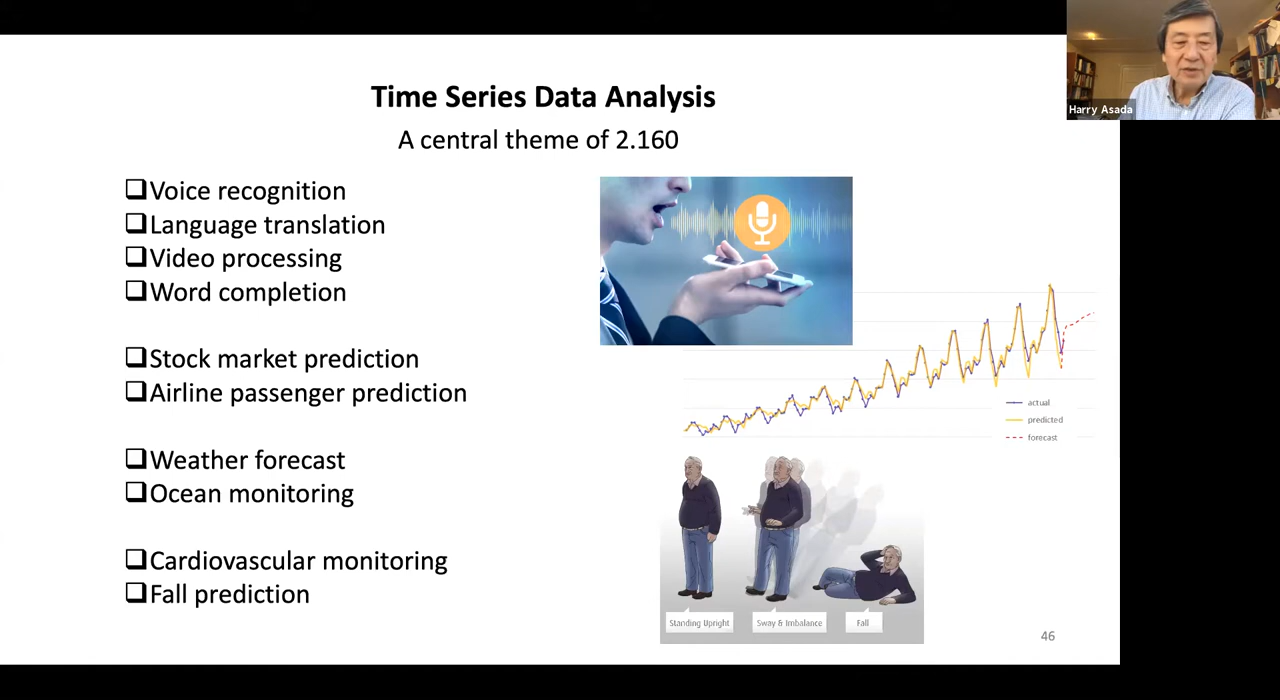 Harry Asada
Time Series Data Analysis
A central theme of 2.160
Voice recognition
Language translation
Video processing
Word completion
Stock market prediction
Airline passenger prediction
Weather forecast
Ocean monitoring
Cardiovascular monitoring
Fall prediction
actual
predicted
forecast
Standing Upright
Sway & Imbalance
Fall
46